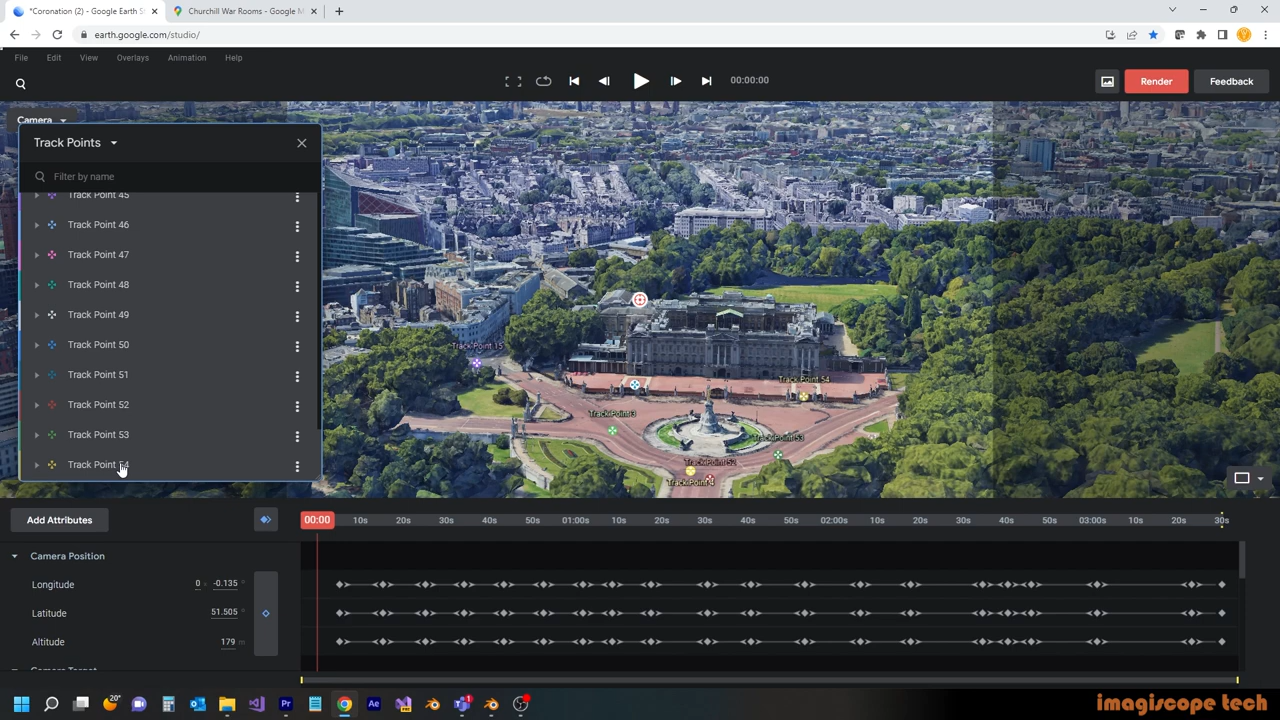 *Coronation (2) - Google Earth S
Churchill War Rooms - Google M
earth.google.com/studio/
File Edit View Overlays Animation Help
00:00:00
Render
Feedback
Camera
Track Points
Filter by name
Track Point 45
Track Point 46
Track Point 47
Track Point 48
Track Point 49
Track Point 50
Track Point 51
Track Point 52
Track Point 53
Track Point 54
Track Point 15
Track Point 54
Track Point 3
Track Point 53
Track Point 52
Track Point 4
Add Attributes
00:00 10s 20s 30s 40s 50s 01:00s 10s 20s 30s 40s 50s 02:00s 10s 20s 30s 40s 50s 03:00s 10s 20s 30s
Camera Position
Longitude 0 x -0.135 °
Latitude 51.505 °
Altitude 179 m
Camera Target
20°
imagiscope tech